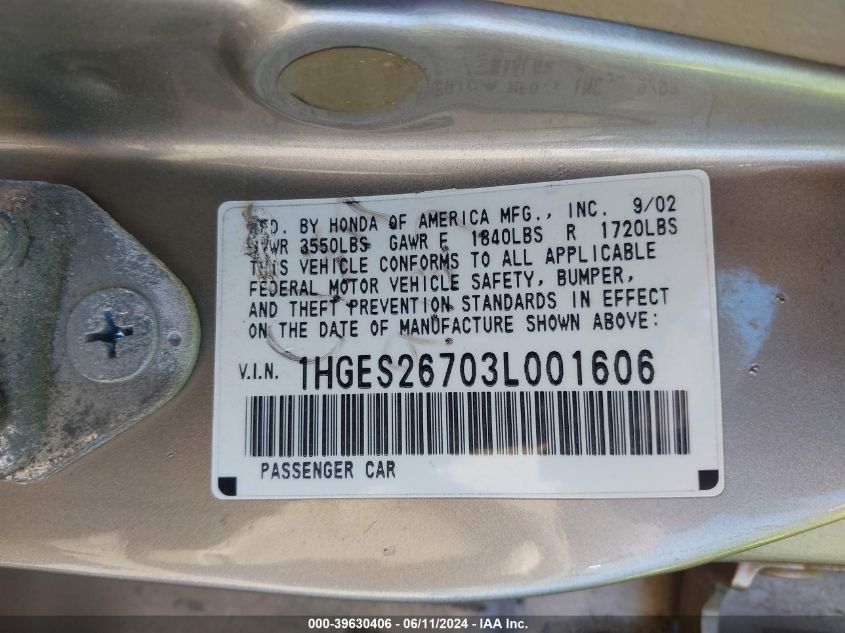 MFD. BY HONDA OF AMERICA MFG., INC. 9/02
GVWR 3550LBS GAWR F 1840LBS R 1720LBS
THIS VEHICLE CONFORMS TO ALL APPLICABLE
FEDERAL MOTOR VEHICLE SAFETY, BUMPER,
AND THEFT PREVENTION STANDARDS IN EFFECT
ON THE DATE OF MANUFACTURE SHOWN ABOVE:
V.I.N. 1HGES26703L001606
PASSENGER CAR
000-39630406 - 06/11/2024 - IAA Inc.